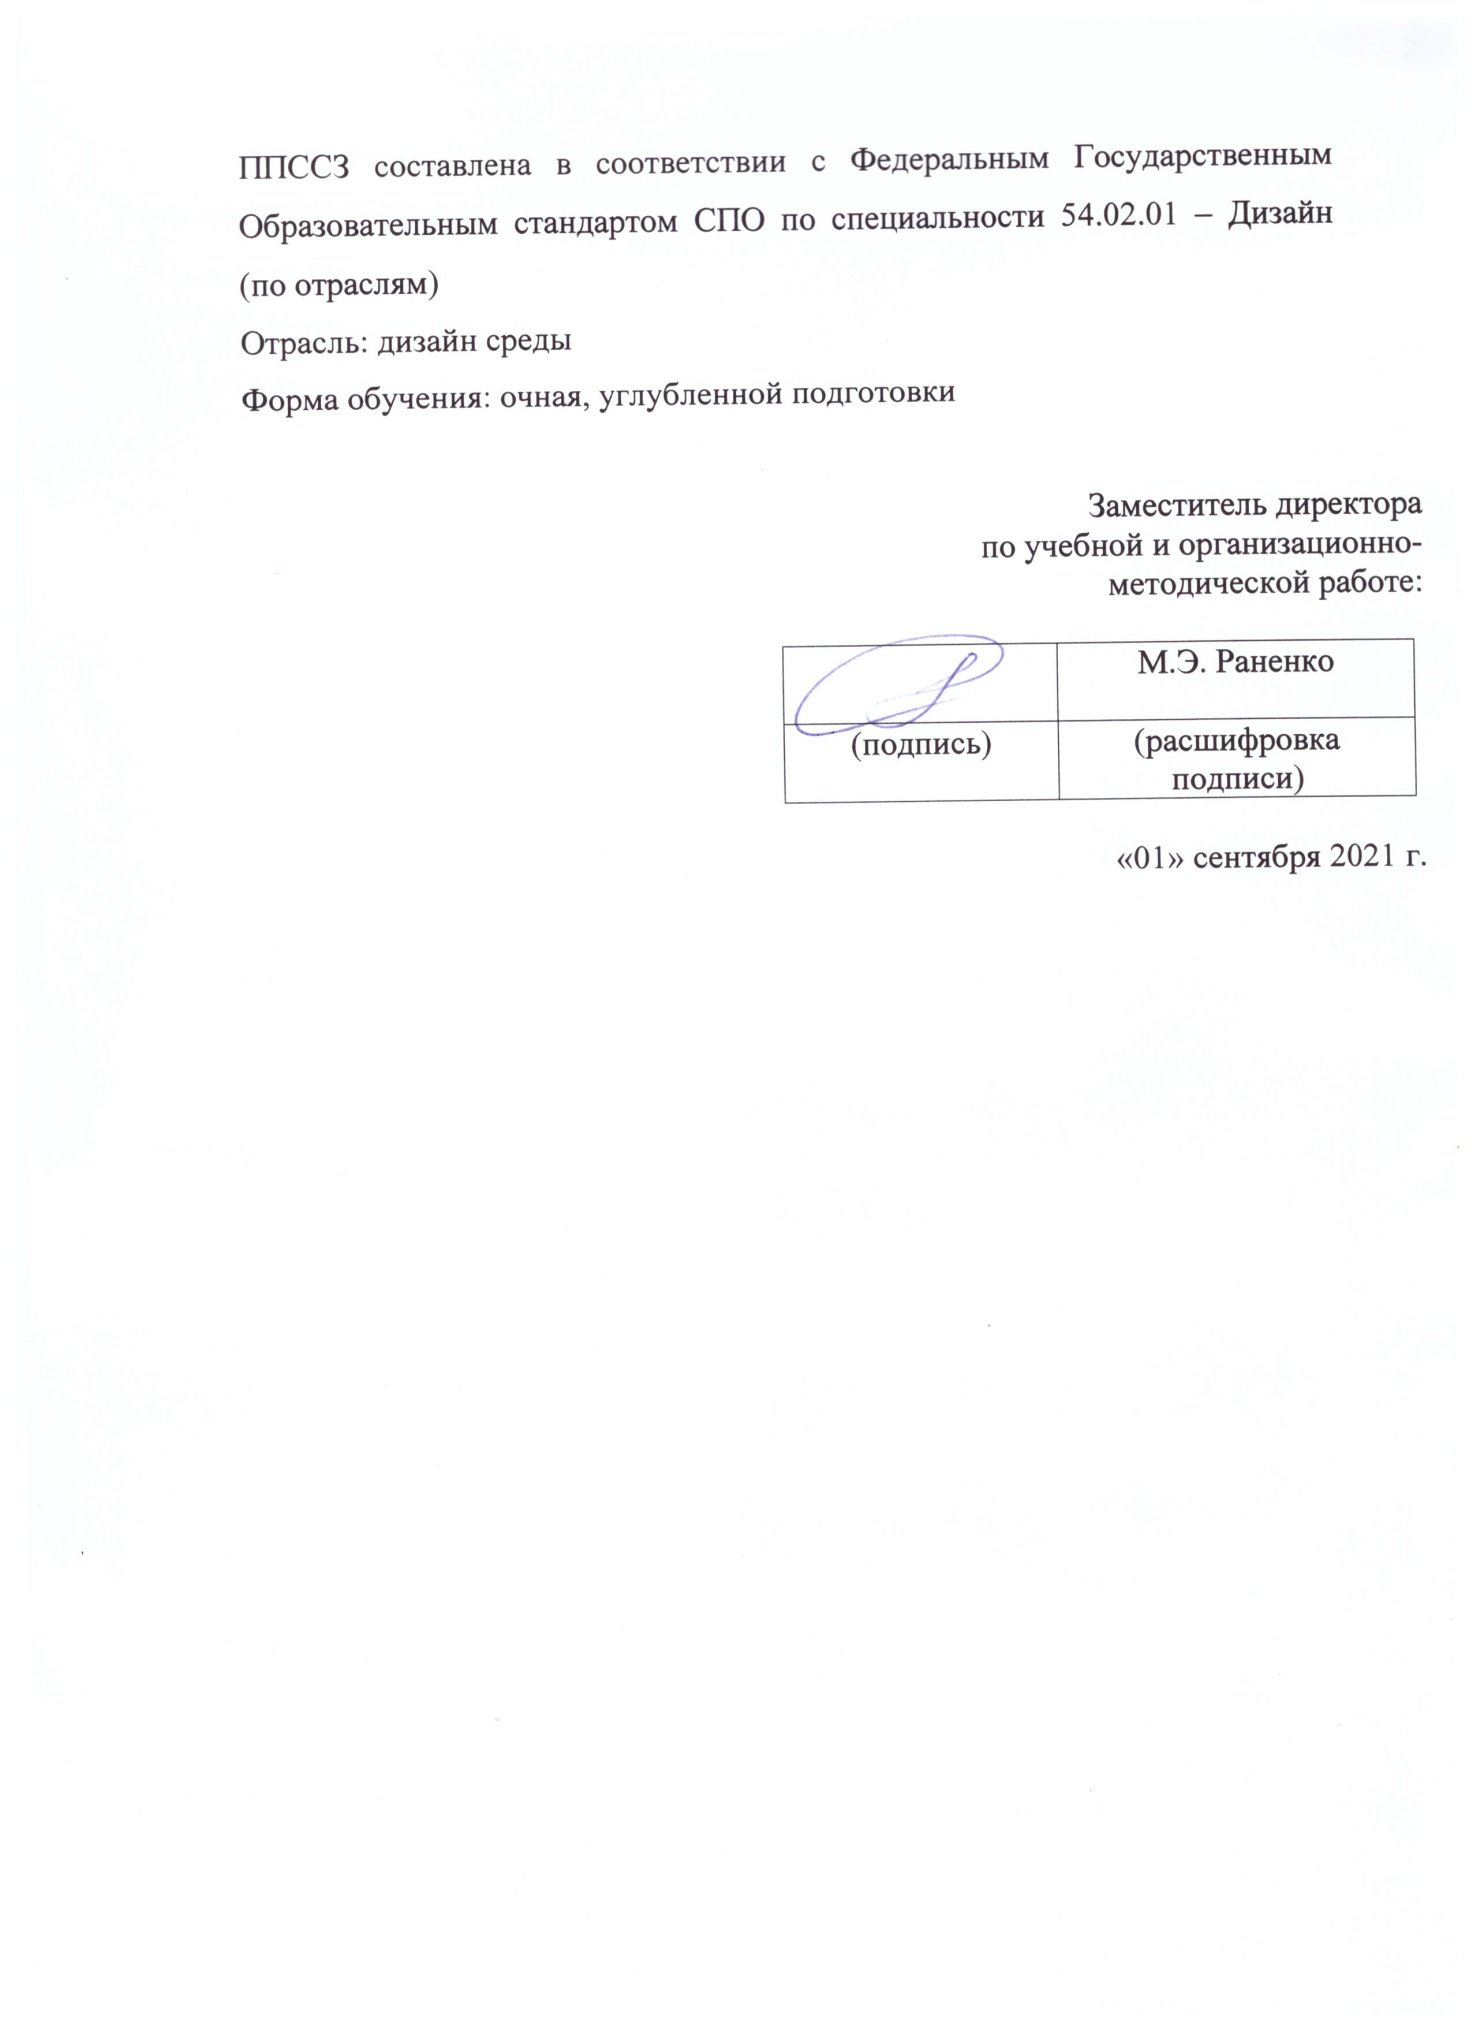 ППССЗ составлена в соответствии с Федеральным Государственным
Образовательным стандартом СПО по специальности 54.02.01 – Дизайн
(по отраслям)
Отрасль: дизайн среды
Форма обучения: очная, углубленной подготовки
Заместитель директора
по учебной и организационно-
методической работе:
М.Э. Раненко
(подпись) (расшифровка
подписи)
«01» сентября 2021 г.